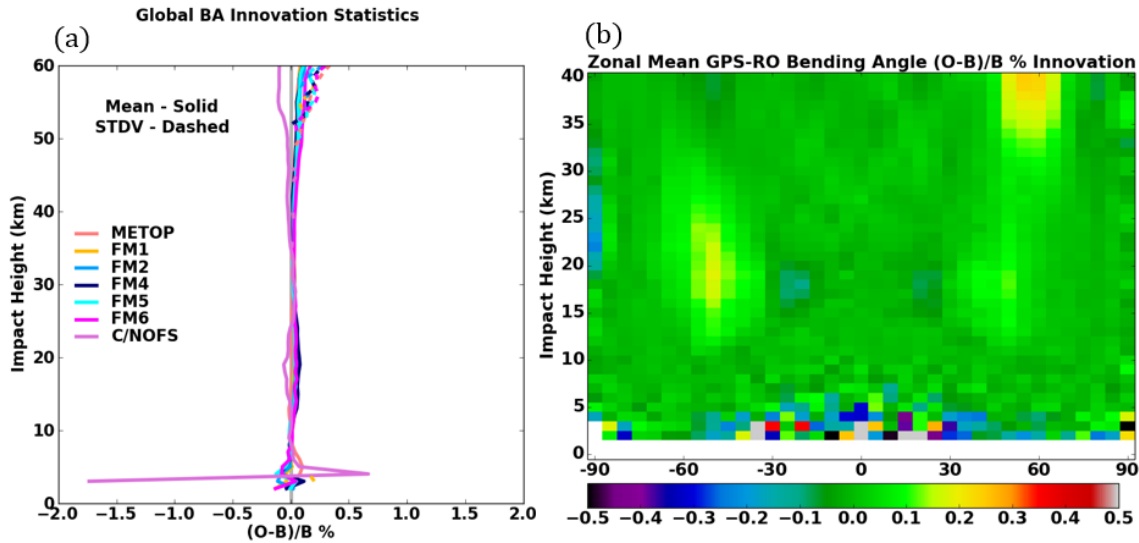 Global BA Innovation Statistics
(a)
60
50
40
30
20
10
0
Impact Height (km)
Mean - Solid
STDV - Dashed
METOP
FM1
FM2
FM4
FM5
FM6
C/NOFS
-2.0 -1.5 -1.0 -0.5 0.0 0.5 1.0 1.5 2.0
(O-B)/B %
(b)
Zonal Mean GPS-RO Bending Angle (O-B)/B % Innovation
40
35
30
25
20
15
10
5
0
Impact Height (km)
-90 -60 -30 0 30 60 90
−0.5 −0.4 −0.3 −0.2 −0.1 0.0 0.1 0.2 0.3 0.4 0.5